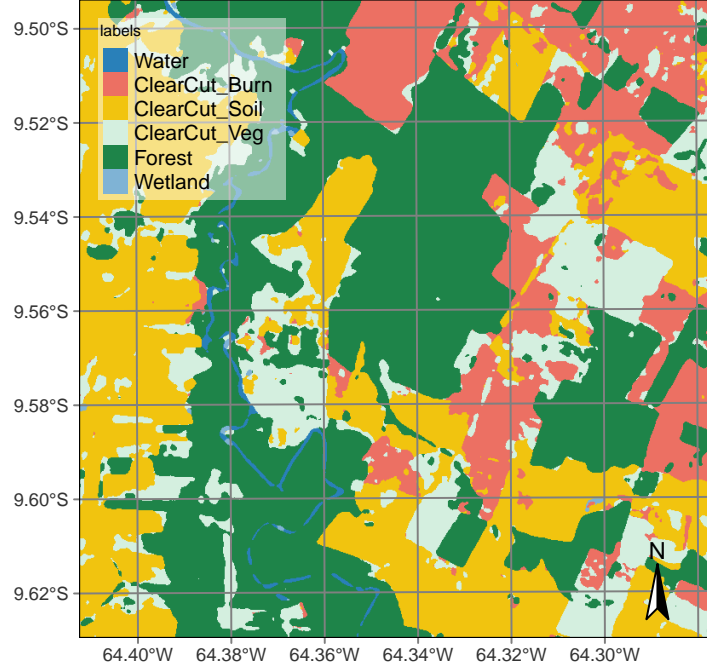 labels
Water
ClearCut_Burn
ClearCut_Soil
ClearCut_Veg
Forest
Wetland
9.50°S
9.52°S
9.54°S
9.56°S
9.58°S
9.60°S
9.62°S
N
64.40°W 64.38°W 64.36°W 64.34°W 64.32°W 64.30°W